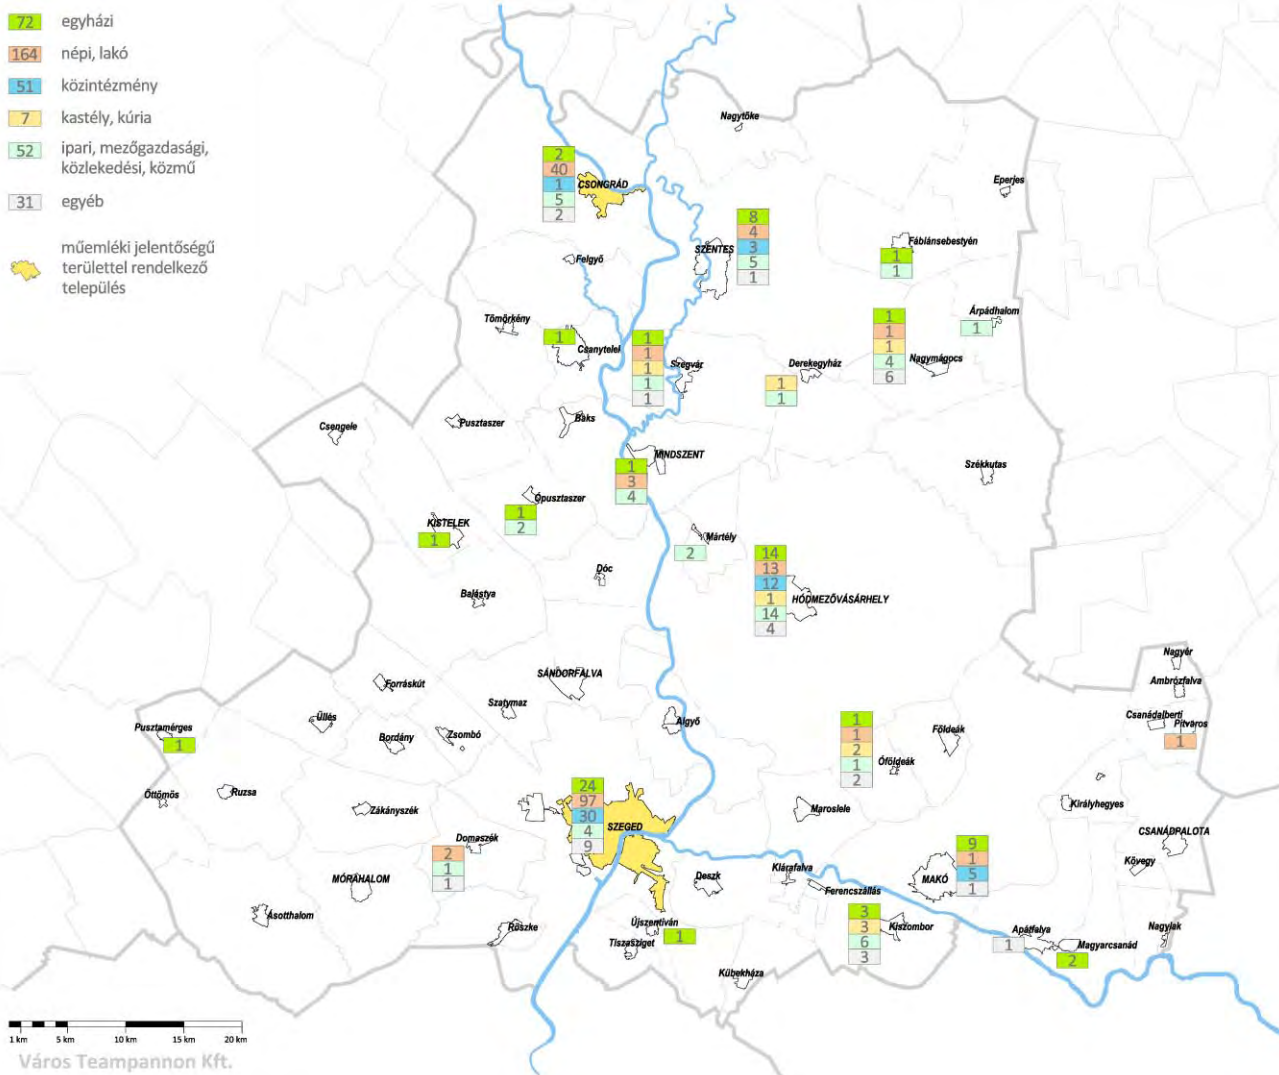 72 egyházi
164 népi, lakó
51 közintézmény
7 kastély, kúria
52 ipari, mezőgazdasági,
közlekedési, közmű
31 egyéb
műemléki jelentőségű
területtel rendelkező
település
Nagytőke
2
40
1
5
2
CSONGRÁD
Eperjes
8
4
3
5
1
SZENTES
Fábiánsebestyén
1
1
Felgyő
Tömörkény
1
Csanytelek
1
1
1
1
1
Szegvár
1
1
1
4
6
Nagymágocs
Árpádhalom
1
Derekegyház
1
1
Csengele
Pusztaszer
Baks
MINDSZENT
1
3
4
Székkutas
Ópusztaszer
1
2
KISTELEK
1
Mártély
2
14
13
12
1
14
4
HÓDMEZŐVÁSÁRHELY
Dóc
Balástya
SÁNDORFALVA
Forráskút
Szatymaz
Üllés
Bordány
Zsombó
Algyő
Pusztamérges
1
Nagyér
Ambrózfalva
Csanádalberti
Pitvaros
1
1
1
2
1
2
Földeák
Óföldeák
Öttömös
Ruzsa
Zákányszék
Maroslele
Királyhegyes
24
97
30
4
9
SZEGED
Domaszék
2
1
1
CSANÁDPALOTA
Kövegy
9
1
5
1
MAKÓ
MÓRAHALOM
Deszk
Klárafalva
Ferencszállás
Ásotthalom
Röszke
Újszentiván
1
Tiszasziget
3
3
6
3
Kiszombor
Apátfalva
1
Magyarcsanád
2
Nagylak
Kübekháza
1 km 5 km 10 km 15 km 20 km
Város Teampannon Kft.